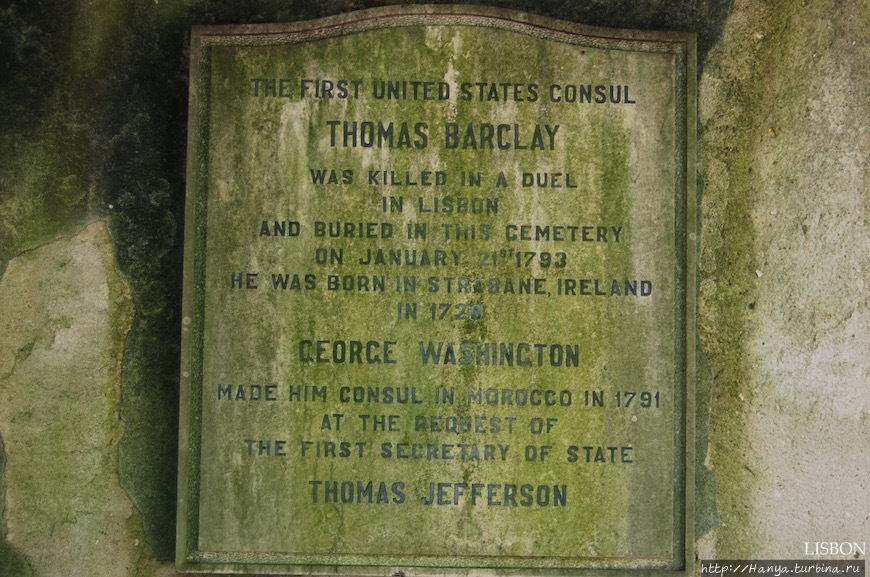 THE FIRST UNITED STATES CONSUL
THOMAS BARCLAY
WAS KILLED IN A DUEL
IN LISBON
AND BURIED IN THIS CEMETERY
ON JANUARY 21ST 1793
HE WAS BORN IN STRABANE, IRELAND
IN 1728
GEORGE WASHINGTON
MADE HIM CONSUL IN MOROCCO IN 1791
AT THE REQUEST OF
THE FIRST SECRETARY OF STATE
THOMAS JEFFERSON
LISBON
http://Hanya.turbina.ru